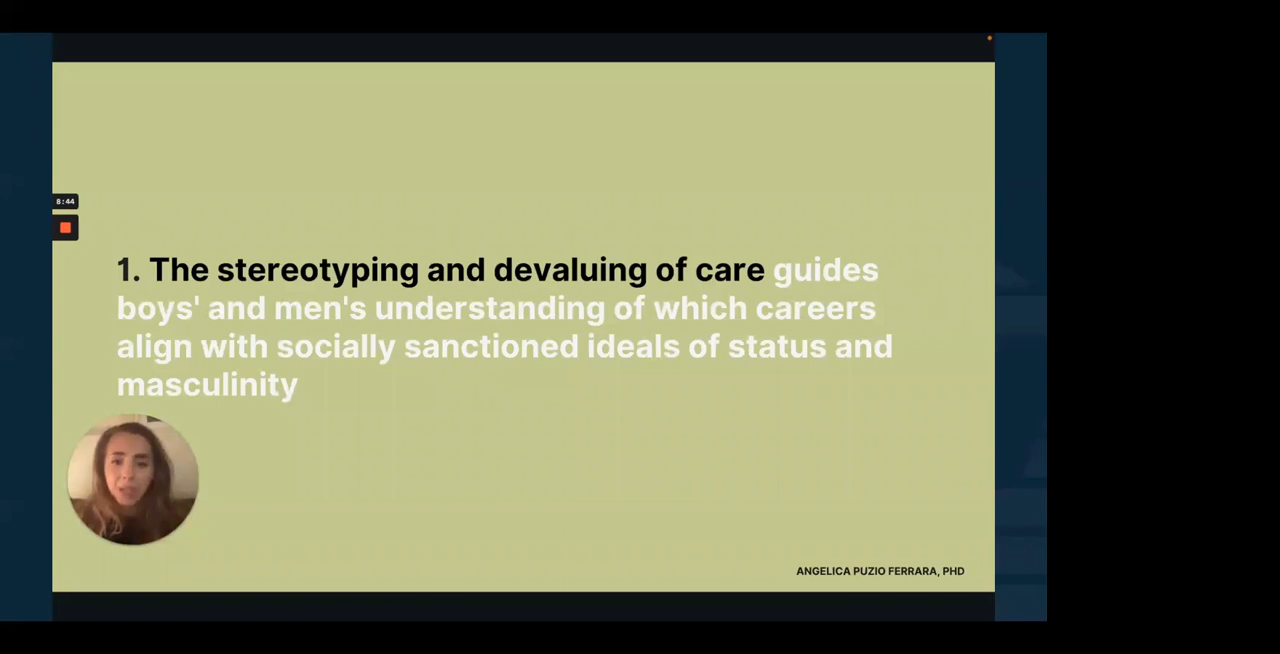 8:44
1. The stereotyping and devaluing of care guides
boys' and men's understanding of which careers
align with socially sanctioned ideals of status and
masculinity
ANGELICA PUZIO FERRARA, PHD